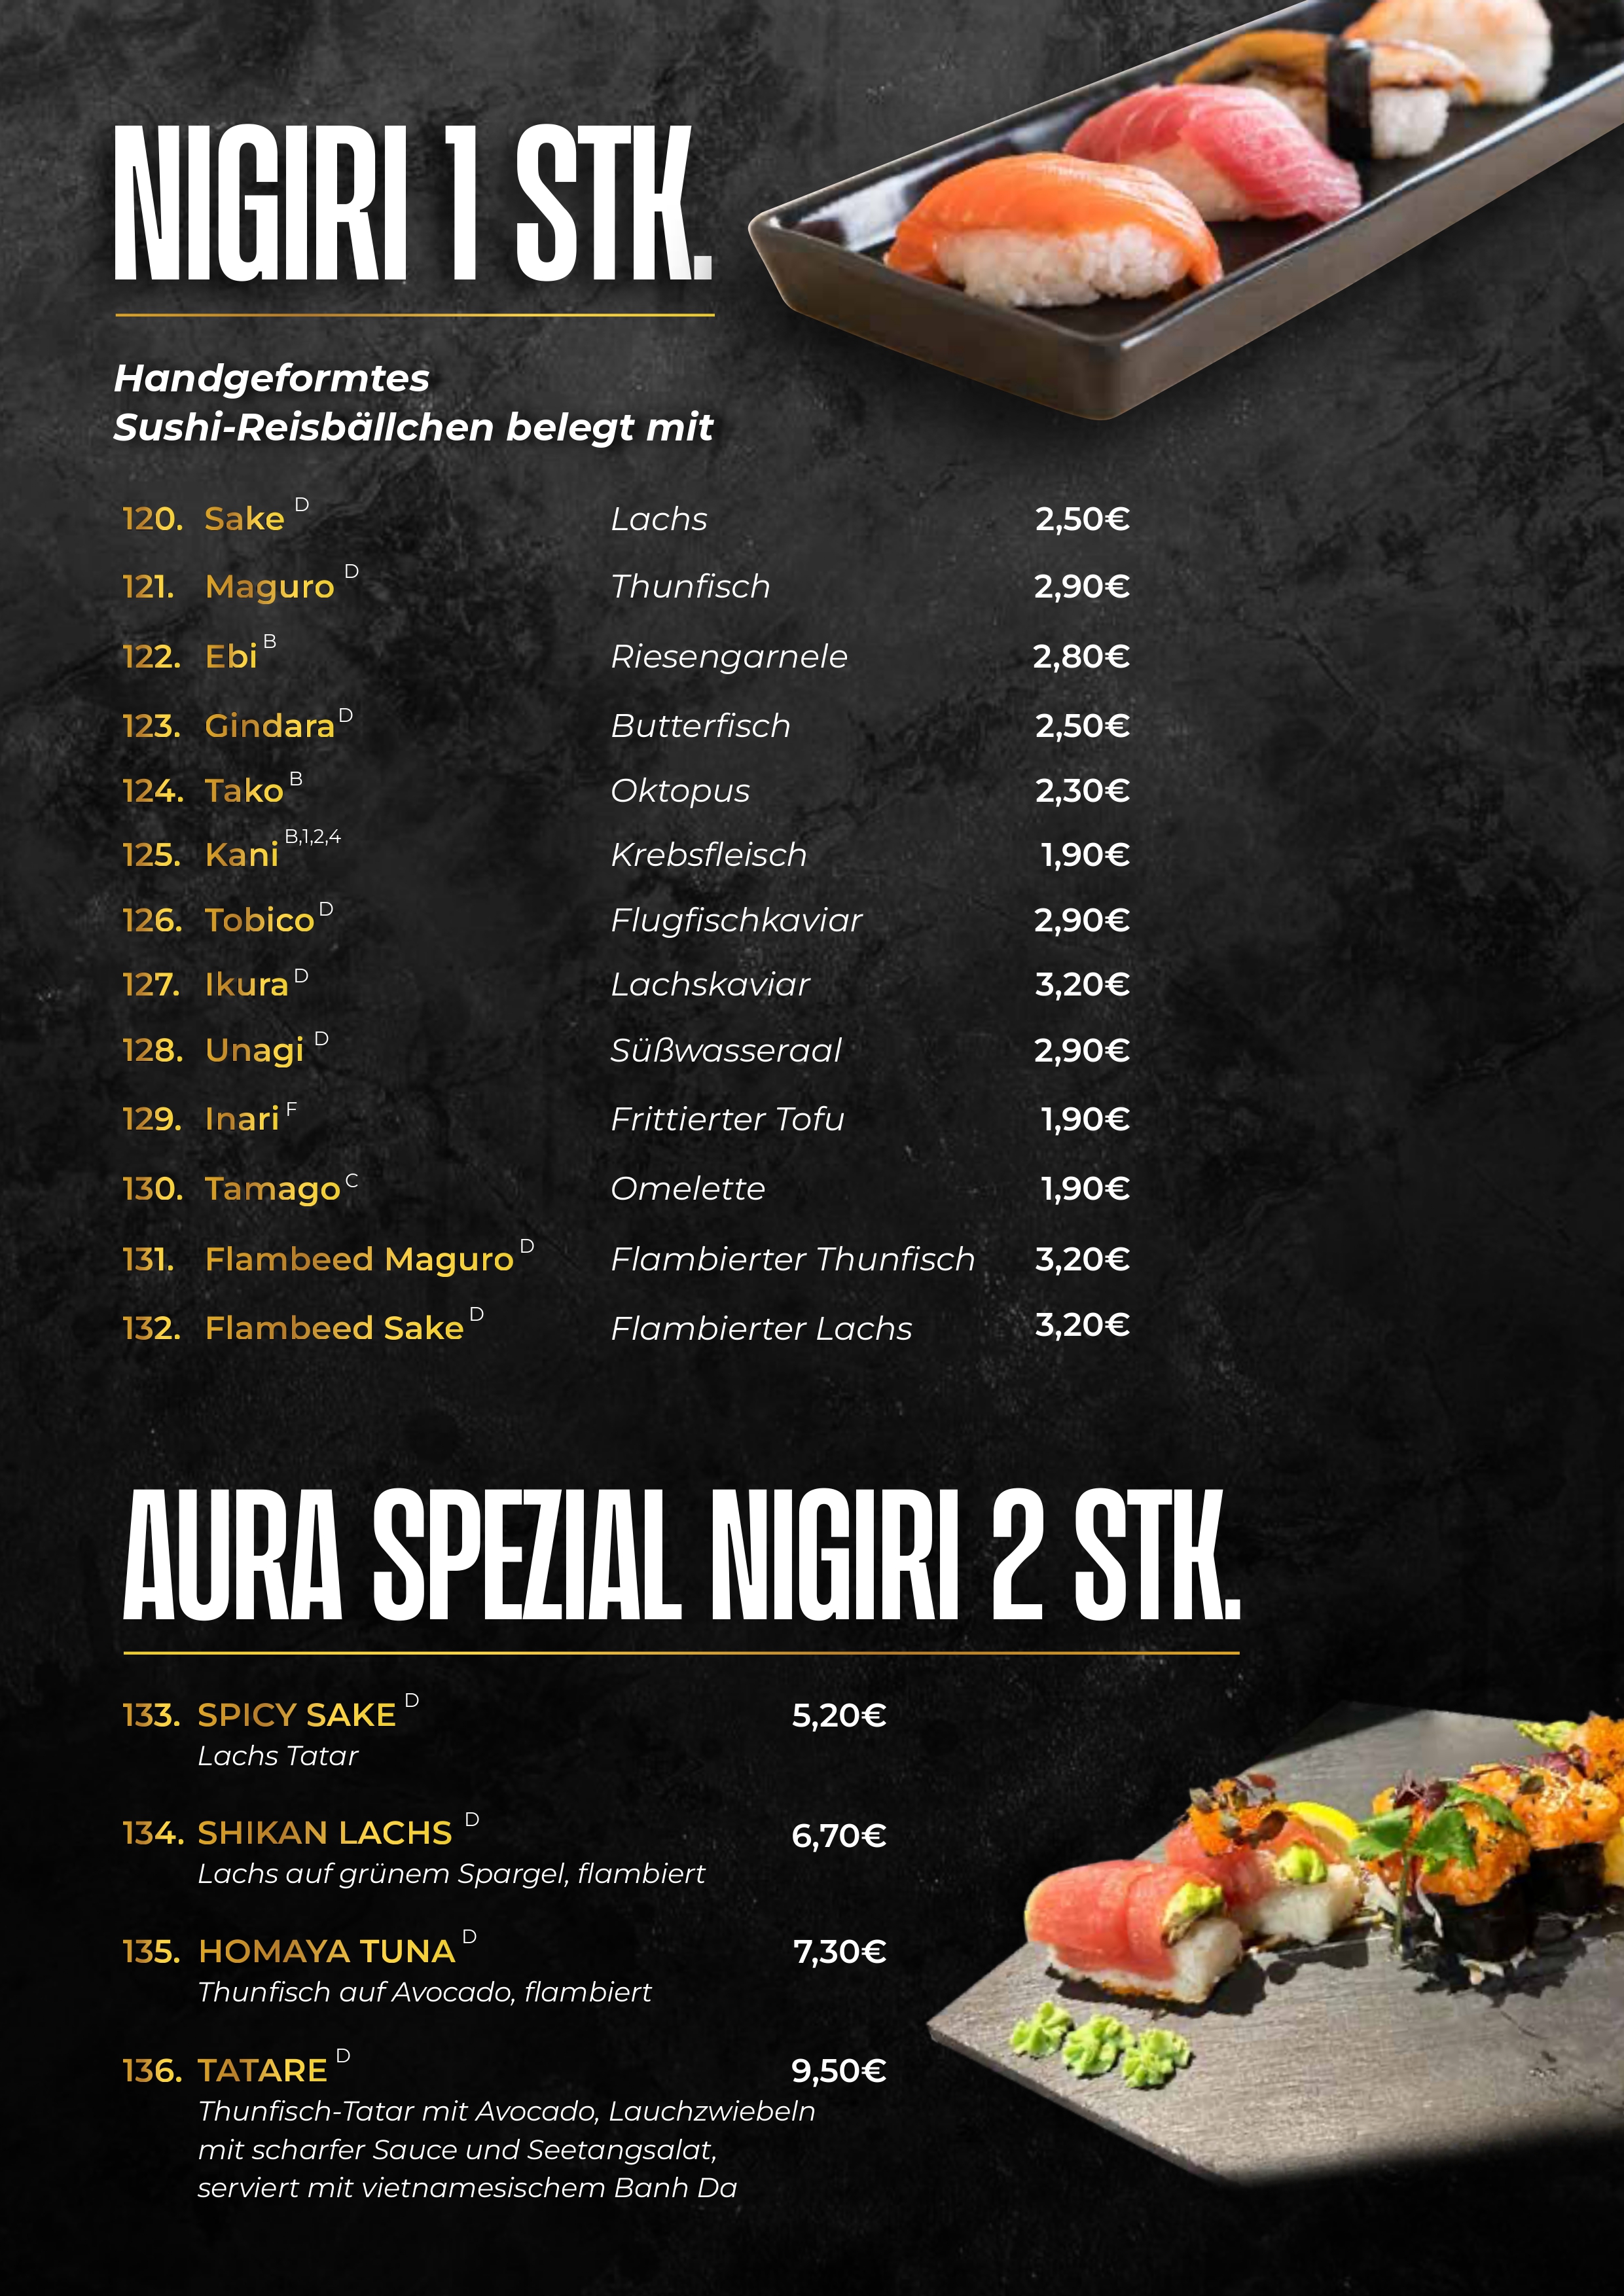 NIGIRI 1 STK.
Handgeformtes
Sushi-Reisbällchen belegt mit
120. Sake D Lachs 2,50€
121. Maguro D Thunfisch 2,90€
122. Ebi B Riesengarnele 2,80€
123. Gindara D Butterfisch 2,50€
124. Tako B Oktopus 2,30€
125. Kani B,1,2,4 Krebsfleisch 1,90€
126. Tobico D Flugfischkaviar 2,90€
127. Ikura D Lachskaviar 3,20€
128. Unagi D Süßwasseraal 2,90€
129. Inari F Frittierter Tofu 1,90€
130. Tamago C Omelette 1,90€
131. Flambeed Maguro D Flambierter Thunfisch 3,20€
132. Flambeed Sake D Flambierter Lachs 3,20€
AURA SPEZIAL NIGIRI 2 STK.
133. SPICY SAKE D 5,20€
Lachs Tatar
134. SHIKAN LACHS D 6,70€
Lachs auf grünem Spargel, flambiert
135. HOMAYA TUNA D 7,30€
Thunfisch auf Avocado, flambiert
136. TATARE D 9,50€
Thunfisch-Tatar mit Avocado, Lauchzwiebeln
mit scharfer Sauce und Seetangsalat,
serviert mit vietnamesischem Banh Da